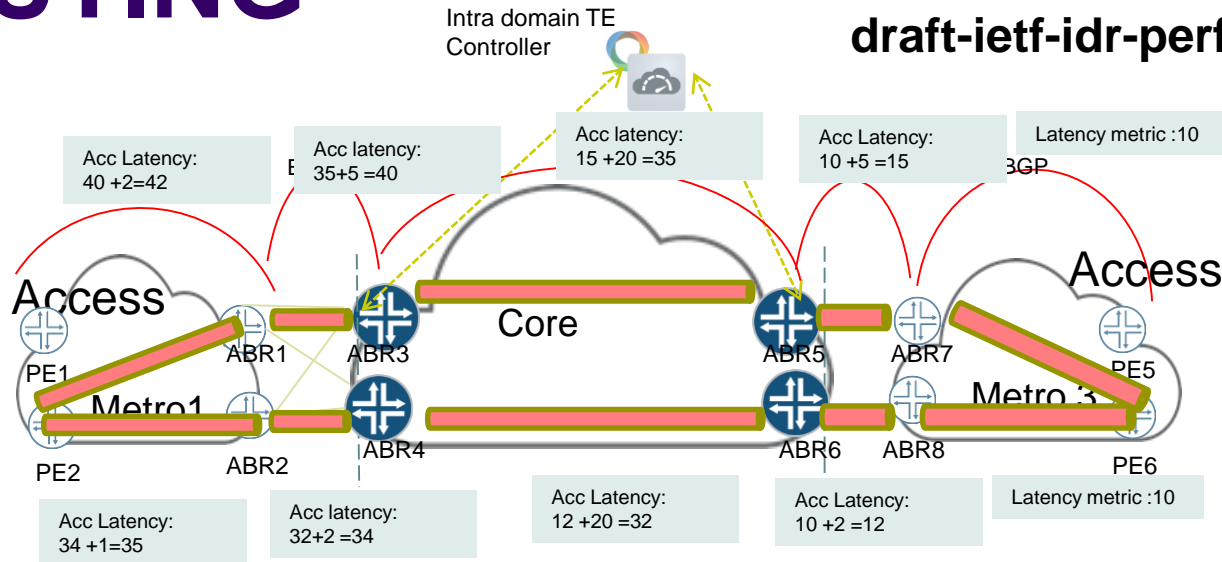 Intra domain TE
Controller
draft-ietf-idr-perf
Acc Latency:
40 +2=42
Acc latency:
35+5 =40
Acc latency:
15 +20 =35
Acc Latency:
10 +5 =15
Latency metric :10
BGP
Access
Access
Core
ABR1
ABR3
ABR5
ABR7
PE1
PE5
Metro1
Metro 3
ABR4
ABR6
ABR8
PE2
ABR2
PE6
Acc Latency:
34 +1=35
Acc latency:
32+2 =34
Acc Latency:
12 +20 =32
Acc Latency:
10 +2 =12
Latency metric :10